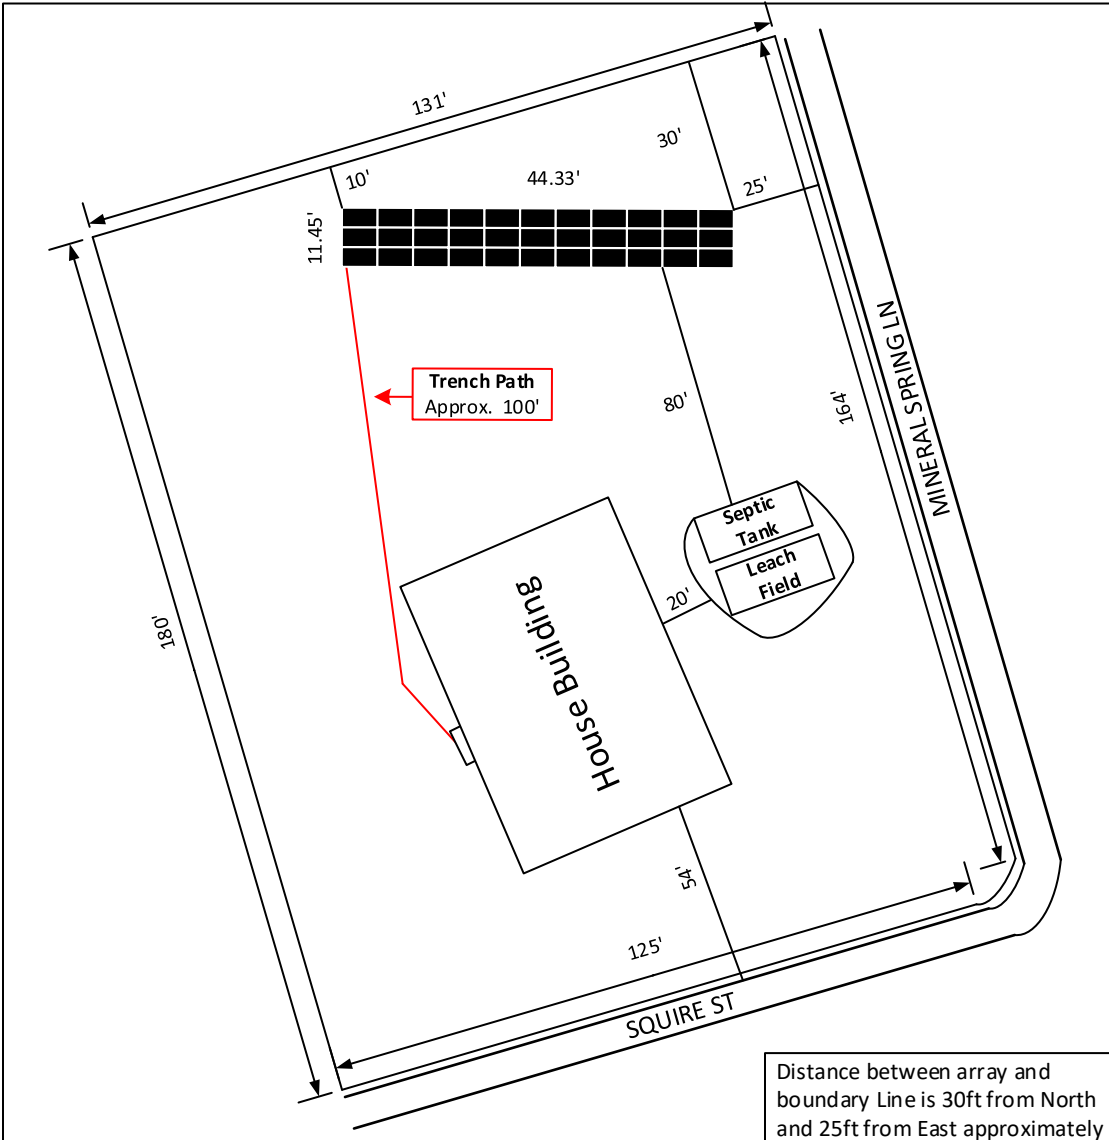 131'
30'
10'
44.33'
25'
11.45'
Trench Path
Approx. 100'
80'
164'
MINERAL SPRING LN
Septic
Tank
Leach
Field
20'
House Building
180'
54'
125'
SQUIRE ST
Distance between array and
boundary Line is 30ft from North
and 25ft from East approximately